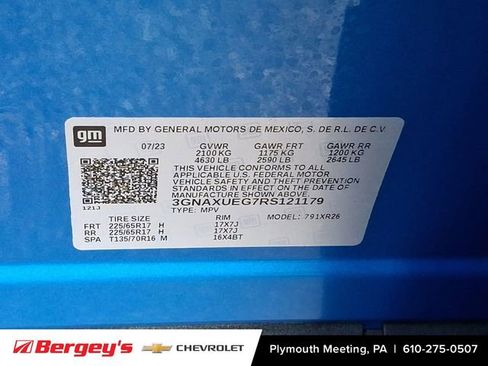 gm
MFD BY GENERAL MOTORS DE MEXICO, S. DE R.L. DE C.V.
07/23 GVWR GAWR FRT GAWR RR
2100 KG 1175 KG 1200 KG
4630 LB 2590 LB 2645 LB
THIS VEHICLE CONFORMS TO ALL
APPLICABLE U.S. FEDERAL MOTOR
VEHICLE SAFETY AND THEFT PREVENTION
STANDARDS IN EFFECT ON THE DATE OF
MANUFACTURE SHOWN ABOVE.
121J 3GNAXUEG7RS121179
TYPE: MPV MODEL: 791XR26
TIRE SIZE RIM
FRT 225/65R17 H 17X7J
RR 225/65R17 H 17X7J
SPA T135/70R16 M 16X4BT
Bergey's CHEVROLET Plymouth Meeting, PA | 610-275-0507